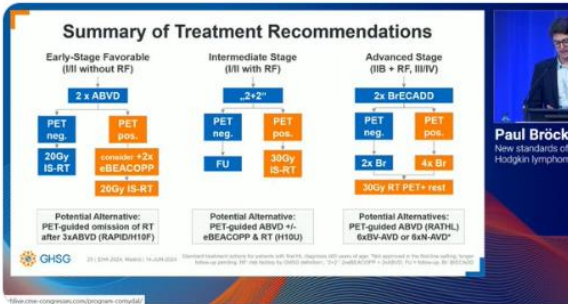 Summary of Treatment Recommendations
Early-Stage Favorable
(I/II without RF)
2 x ABVD
PET
neg.
PET
pos.
20Gy
IS-RT
consider +2x
eBEACOPP
20Gy IS-RT
Potential Alternative:
PET-guided omission of RT
after 3xABVD (RAPID/H10F)
Intermediate Stage
(I/II with RF)
„2+2“
PET
neg.
PET
pos.
FU
30Gy
IS-RT
Potential Alternative:
PET-guided ABVD +/-
eBEACOPP & RT (H10U)
Advanced Stage
(IIB + RF, III/IV)
2x BrECADD
PET
neg.
PET
pos.
2x Br
4x Br
30Gy RT PET+ rest
Potential Alternative:
PET-guided ABVD (RATHL)
6xBV-AVD or 6xN-AVD*
GHSG
Paul Bröck
New standards of
Hodgkin lymphom